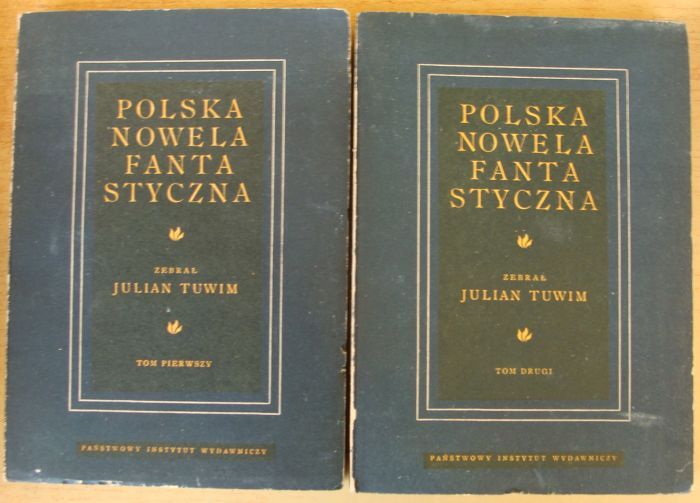 POLSKA
NOWELA
FANTA
STYCZNA
ZEBRAŁ
JULIAN TUWIM
TOM PIERWSZY
PAŃSTWOWY INSTYTUT WYDAWNICZY
POLSKA
NOWELA
FANTA
STYCZNA
ZEBRAŁ
JULIAN TUWIM
TOM DRUGI
PAŃSTWOWY INSTYTUT WYDAWNICZY